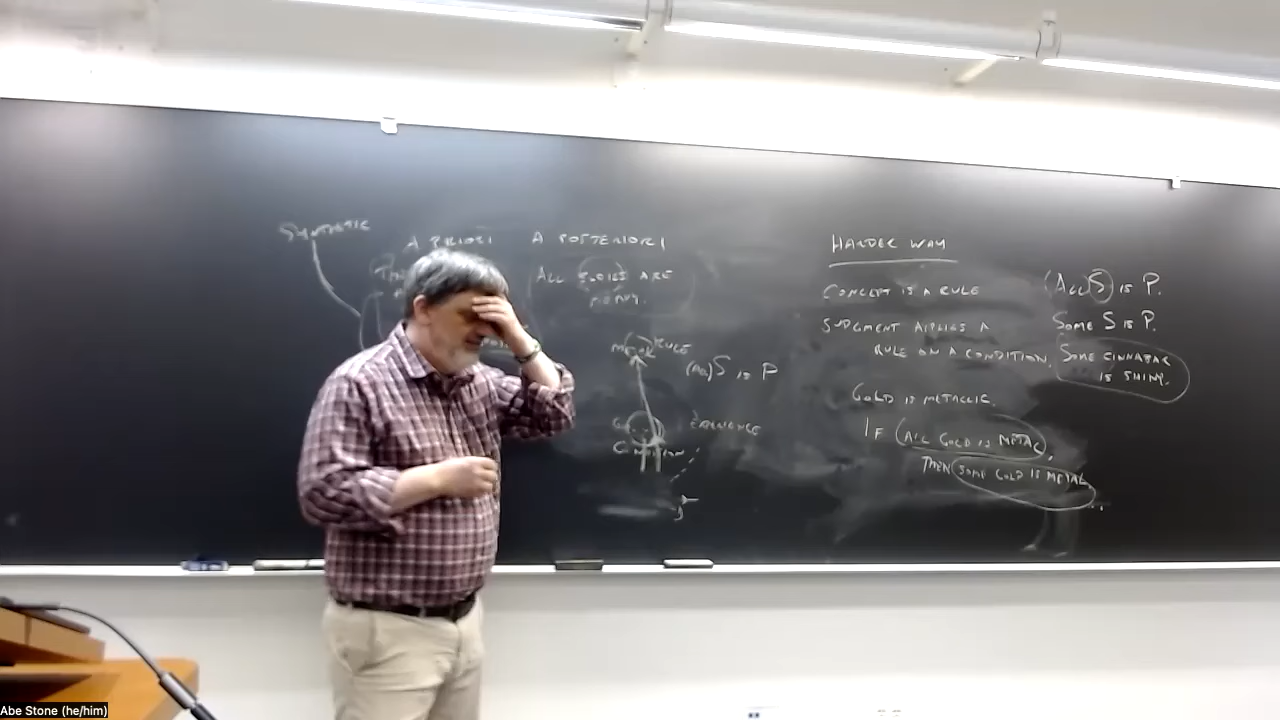 SYNTHETIC
A PRIORI
A POSTERIORI
ALL BODIES ARE
HEAVY.
MAJOR RULE
(ALL) S IS P
CONDITION
HARDER WAY
CONCEPT IS A RULE
JUDGMENT APPLIES A
RULE ON A CONDITION.
GOLD IS METALLIC.
IF (ALL GOLD IS METAL),
THEN SOME GOLD IS METAL
(ALL) S IS P.
SOME S IS P.
SOME CINNABAR
IS SHINY.
Abe Stone (he/him)